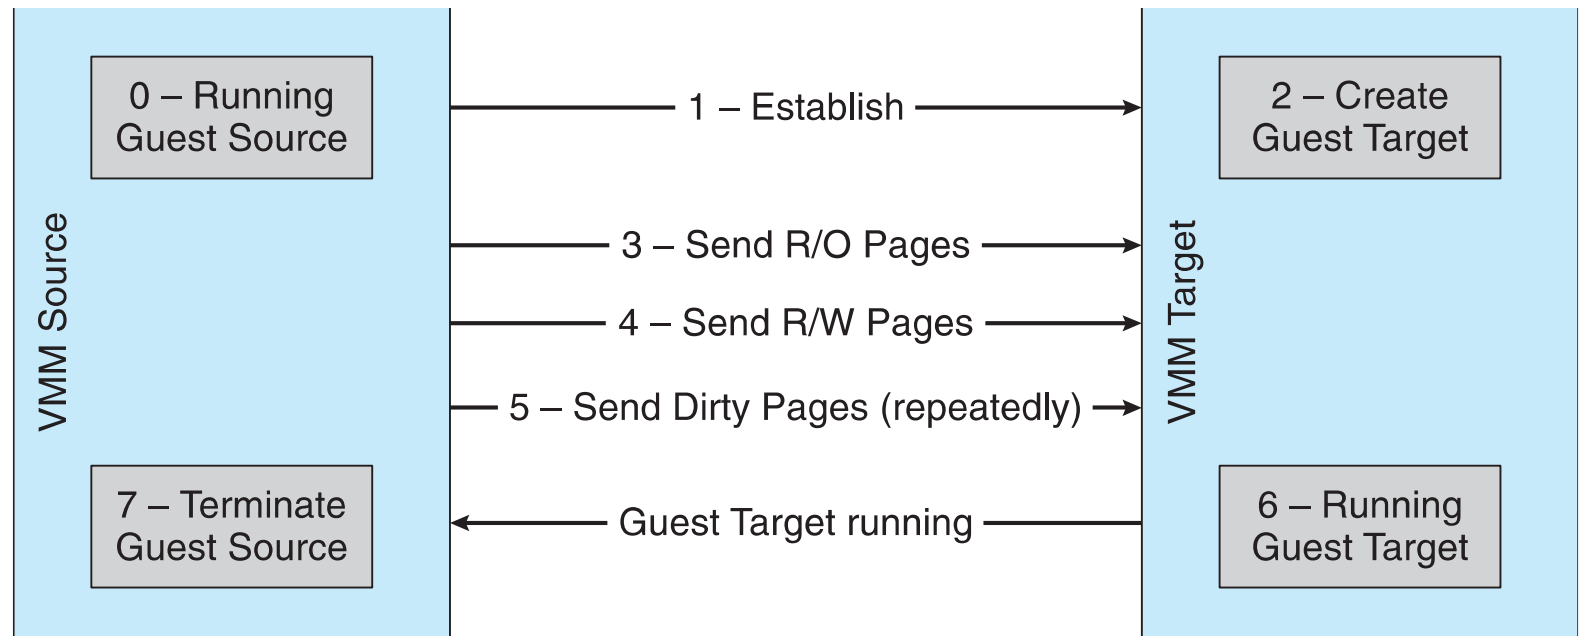 0 – Running
Guest Source
1 – Establish
2 – Create
Guest Target
VMM Source
3 – Send R/O Pages
4 – Send R/W Pages
5 – Send Dirty Pages (repeatedly)
VMM Target
7 – Terminate
Guest Source
Guest Target running
6 – Running
Guest Target